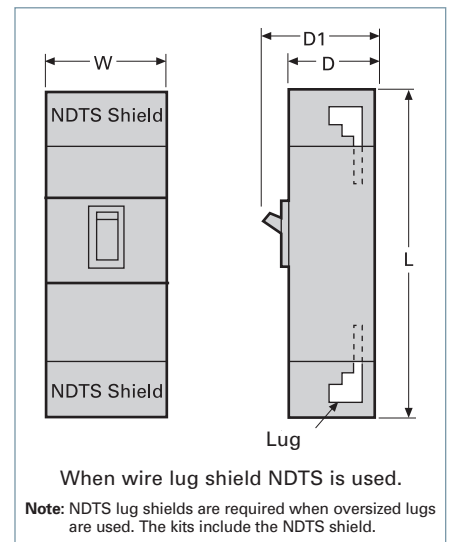 D1
W
D
NDTS Shield
L
NDTS Shield
Lug
When wire lug shield NDTS is used.
Note: NDTS lug shields are required when oversized lugs
are used. The kits include the NDTS shield.